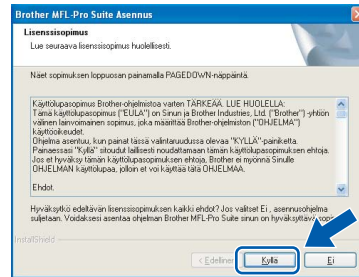 Brother MFL-Pro Suite Asennus
Lisenssisopimus
Lue seuraava lisenssisopimus huolellisesti.
Näet sopimuksen loppuosan painamalla PAGEDOWN-näppäintä.
Käyttölupasopimus Brother-ohjelmistoa varten TÄRKEÄÄ. LUE HUOLELLA:
Tämä käyttölupasopimus ("EULA") on Sinun ja Brother Industries, Ltd. ("Brother") -yhtiön
välinen lainvoimainen sopimus, joka määrittää Brother-ohjelmiston ("OHJELMA")
käyttöoikeudet.
Ohjelma asentuu, kun painat tässä valintaruudussa olevaa "KYLLÄ"-painiketta.
Painaessasi "Kyllä" sitoudut laillisesti noudattamaan tämän käyttölupasopimuksen ehtoja.
Jos et hyväksy tämän käyttölupasopimuksen ehtoja, Brother ei myönnä Sinulle
OHJELMAN käyttölupaa, jolloin et voi käyttää tätä OHJELMAA.
Ehdot.
Hyväksytkö edeltävän lisenssisopimuksen kaikki ehdot? Jos valitset Ei, asennusohjelma
suljetaan. Voidaksesi asentaa ohjelman Brother MFL-Pro Suite sinun on hyväksyttävä
InstallShield
< Edellinen Kyllä Ei